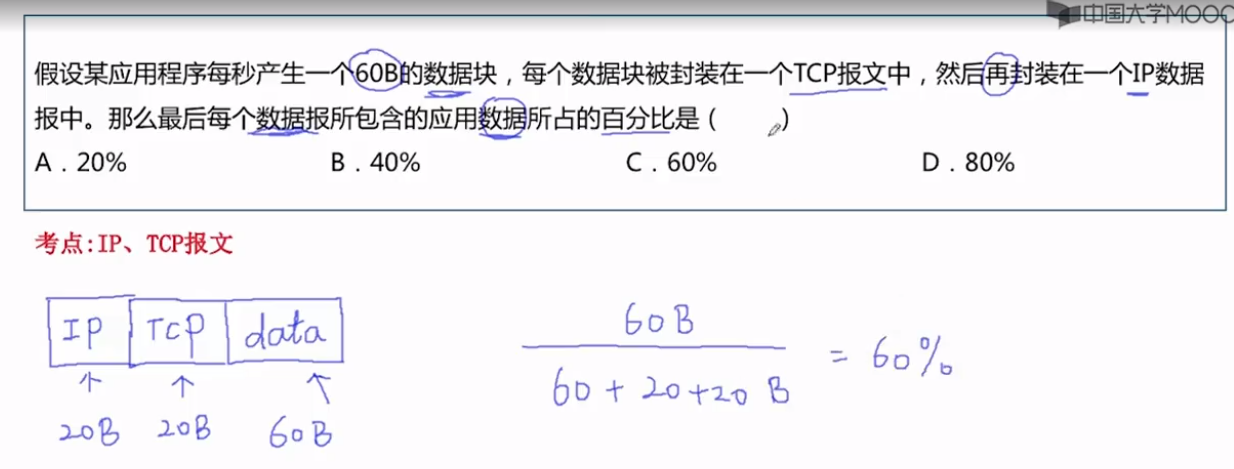 中国大学MOOC
假设某应用程序每秒产生一个60B的数据块，每个数据块被封装在一个TCP报文中，然后再封装在一个IP数据
报中。那么最后每个数据报所包含的应用数据所占的百分比是（ ）
A．20% B．40% C．60% D．80%
考点:IP、TCP报文
IP TCP data
20B 20B 60B
60B
60 + 20 + 20 B
= 60%